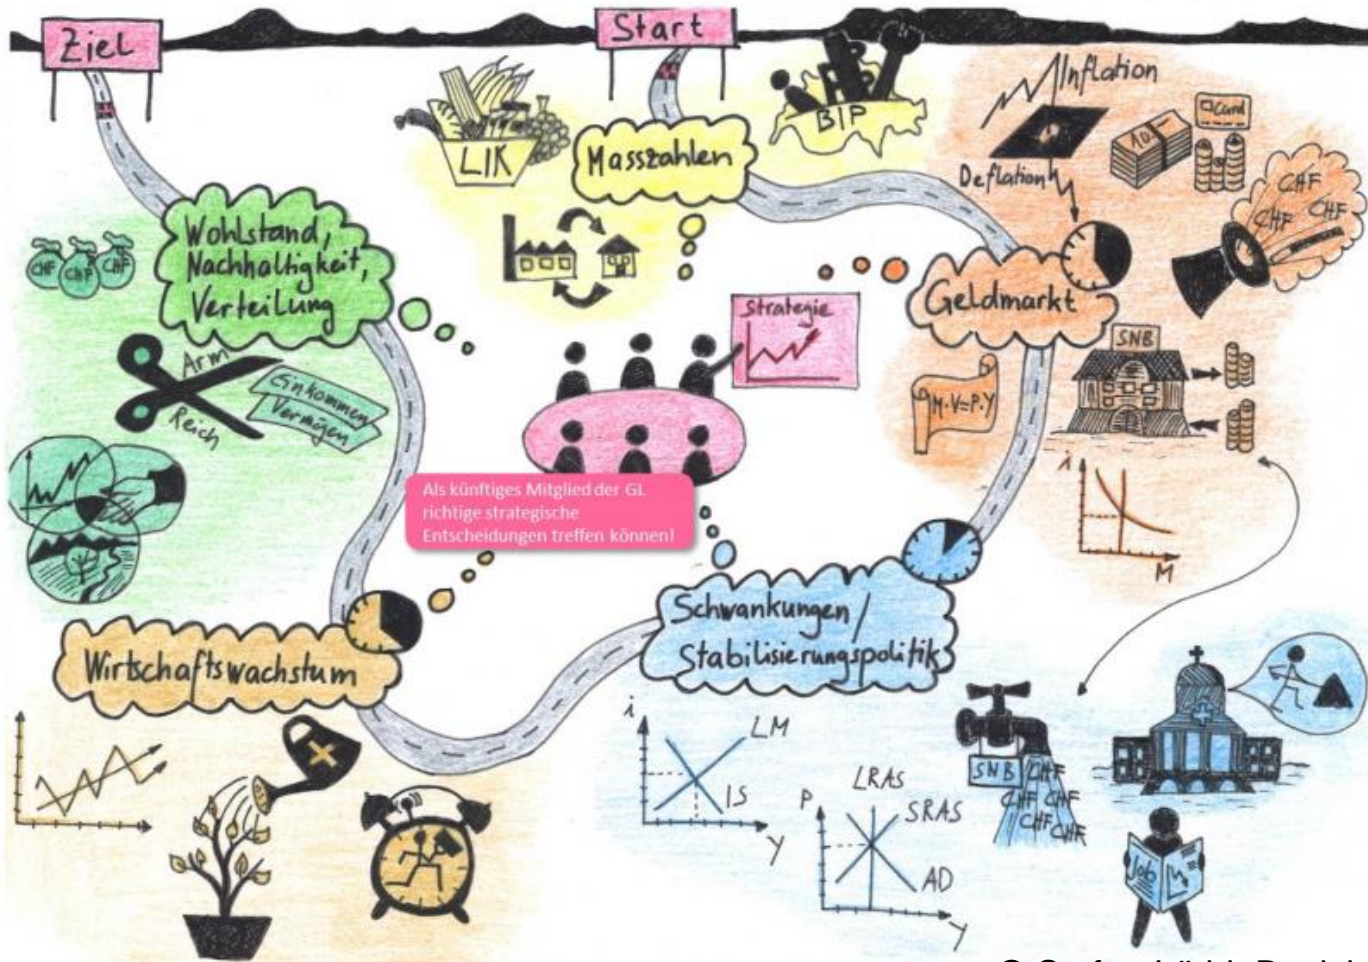 Ziel
Start
Masszahlen
LIK
BIP
Inflation
Deflation
Card
CHF
CHF
CHF
Geldmarkt
SNB
M·V=P·Y
i
M
Strategie
Als künftiges Mitglied der GL
richtige strategische
Entscheidungen treffen können!
Schwankungen/
Stabilisierungspolitik
i
LM
IS
Y
P
LRAS
SRAS
AD
Y
SNB
CHF
CHF
CHF
CHF
CHF
Job
Wirtschaftswachstum
Wohlstand,
Nachhaltigkeit,
Verteilung
CHF
CHF
CHF
Arm
Reich
Einkommen
Vermögen